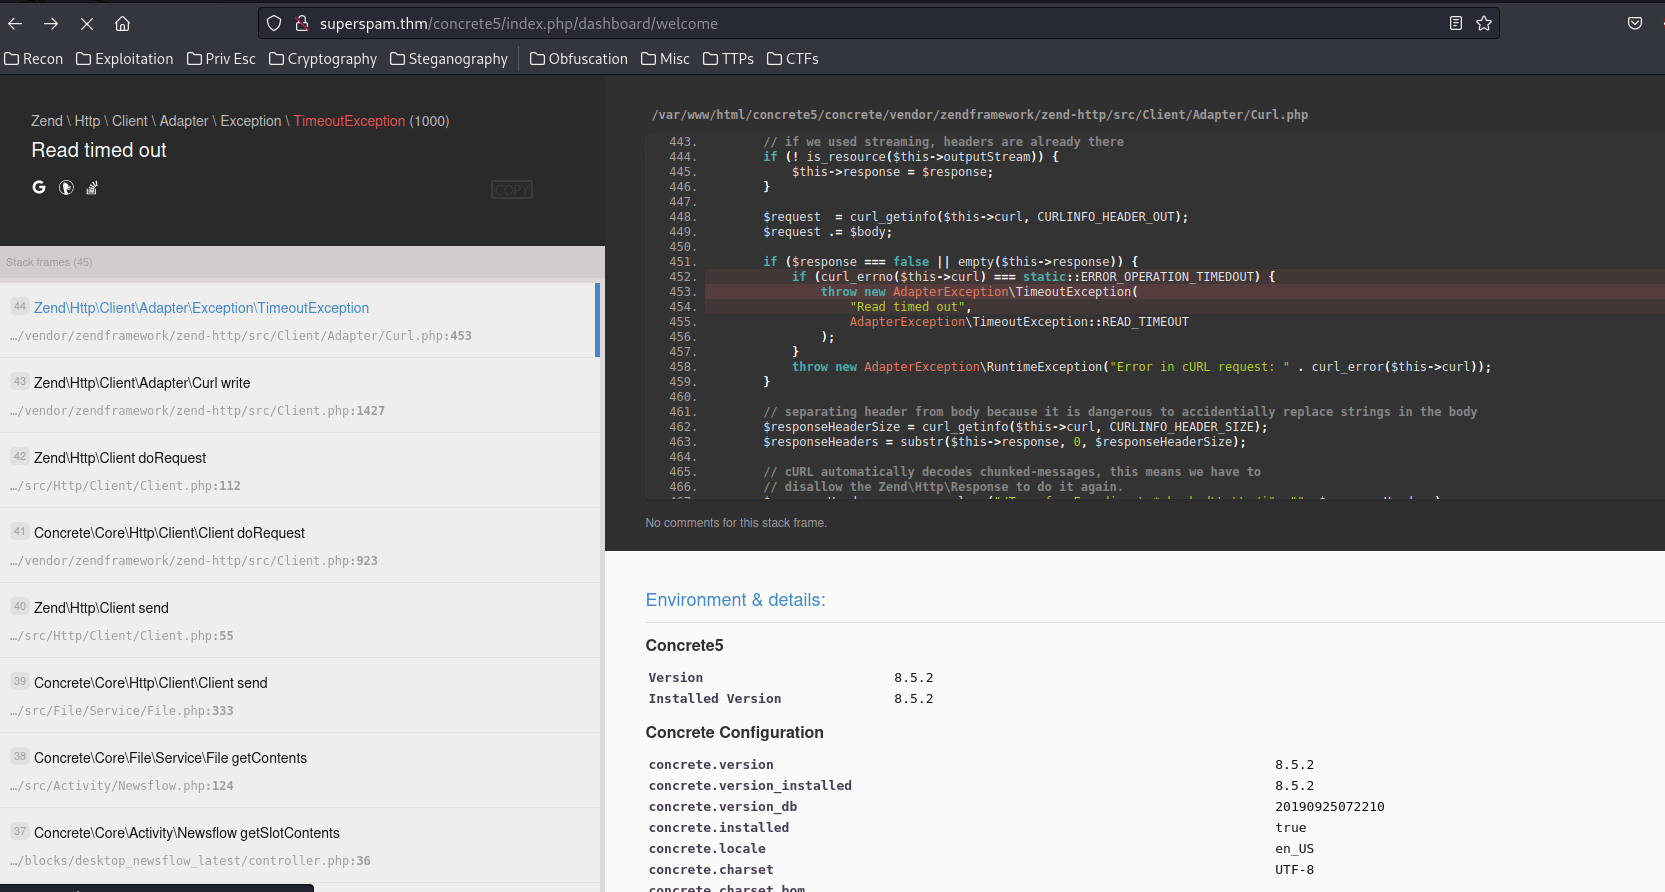 superspam.thm/concrete5/index.php/dashboard/welcome
Recon Exploitation Priv Esc Cryptography Steganography Obfuscation Misc TTPs CTFs
Zend \ Http \ Client \ Adapter \ Exception \ TimeoutException (1000)
Read timed out
COPY
Stack frames (45)
44 Zend\Http\Client\Adapter\Exception\TimeoutException
…/vendor/zendframework/zend-http/src/Client/Adapter/Curl.php:453
43 Zend\Http\Client\Adapter\Curl write
…/vendor/zendframework/zend-http/src/Client.php:1427
42 Zend\Http\Client doRequest
…/src/Http/Client/Client.php:112
41 Concrete\Core\Http\Client\Client doRequest
…/vendor/zendframework/zend-http/src/Client.php:923
40 Zend\Http\Client send
…/src/Http/Client/Client.php:55
39 Concrete\Core\Http\Client\Client send
…/src/File/Service/File.php:333
38 Concrete\Core\File\Service\File getContents
…/src/Activity/Newsflow.php:124
37 Concrete\Core\Activity\Newsflow getSlotContents
…/blocks/desktop_newsflow_latest/controller.php:36
/var/www/html/concrete5/concrete/vendor/zendframework/zend-http/src/Client/Adapter/Curl.php
443. // if we used streaming, headers are already there
444. if (! is_resource($this->outputStream)) {
445. $this->response = $response;
446. }
447.
448. $request  = curl_getinfo($this->curl, CURLINFO_HEADER_OUT);
449. $request .= $body;
450.
451. if ($response === false || empty($this->response)) {
452. if (curl_errno($this->curl) === static::ERROR_OPERATION_TIMEDOUT) {
453. throw new AdapterException\TimeoutException(
454. "Read timed out",
455. AdapterException\TimeoutException::READ_TIMEOUT
456. );
457. }
458. throw new AdapterException\RuntimeException("Error in cURL request: " . curl_error($this->curl));
459. }
460.
461. // separating header from body because it is dangerous to accidentially replace strings in the body
462. $responseHeaderSize = curl_getinfo($this->curl, CURLINFO_HEADER_SIZE);
463. $responseHeaders = substr($this->response, 0, $responseHeaderSize);
464.
465. // cURL automatically decodes chunked-messages, this means we have to
466. // disallow the Zend\Http\Response to do it again.
No comments for this stack frame.
Environment & details:
Concrete5
Version 8.5.2
Installed Version 8.5.2
Concrete Configuration
concrete.version 8.5.2
concrete.version_installed 8.5.2
concrete.version_db 20190925072210
concrete.installed true
concrete.locale en_US
concrete.charset UTF-8
concrete.charset_bom